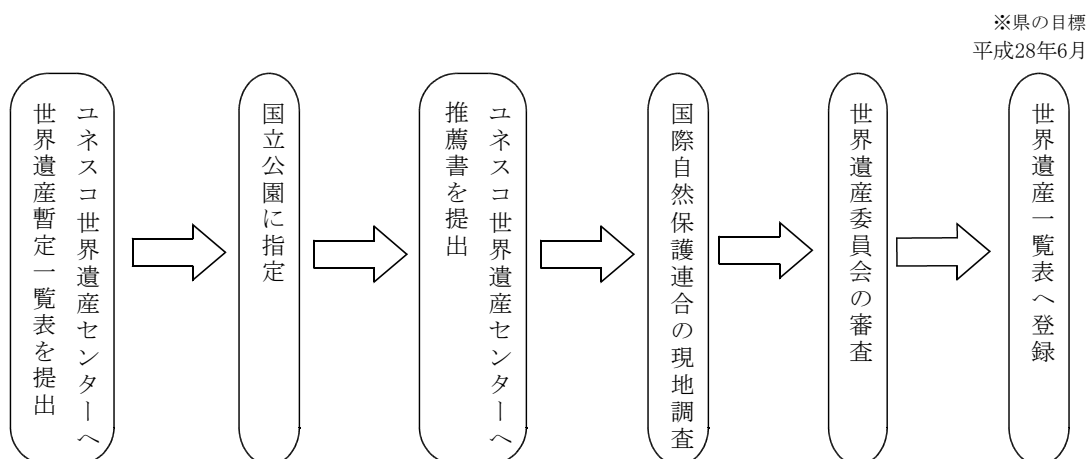 ※県の目標
平成28年6月
ユネスコ世界遺産センターへ
世界遺産暫定一覧表を提出
国立公園に指定
ユネスコ世界遺産センターへ
推薦書を提出
国際自然保護連合の現地調査
世界遺産委員会の審査
世界遺産一覧表へ登録